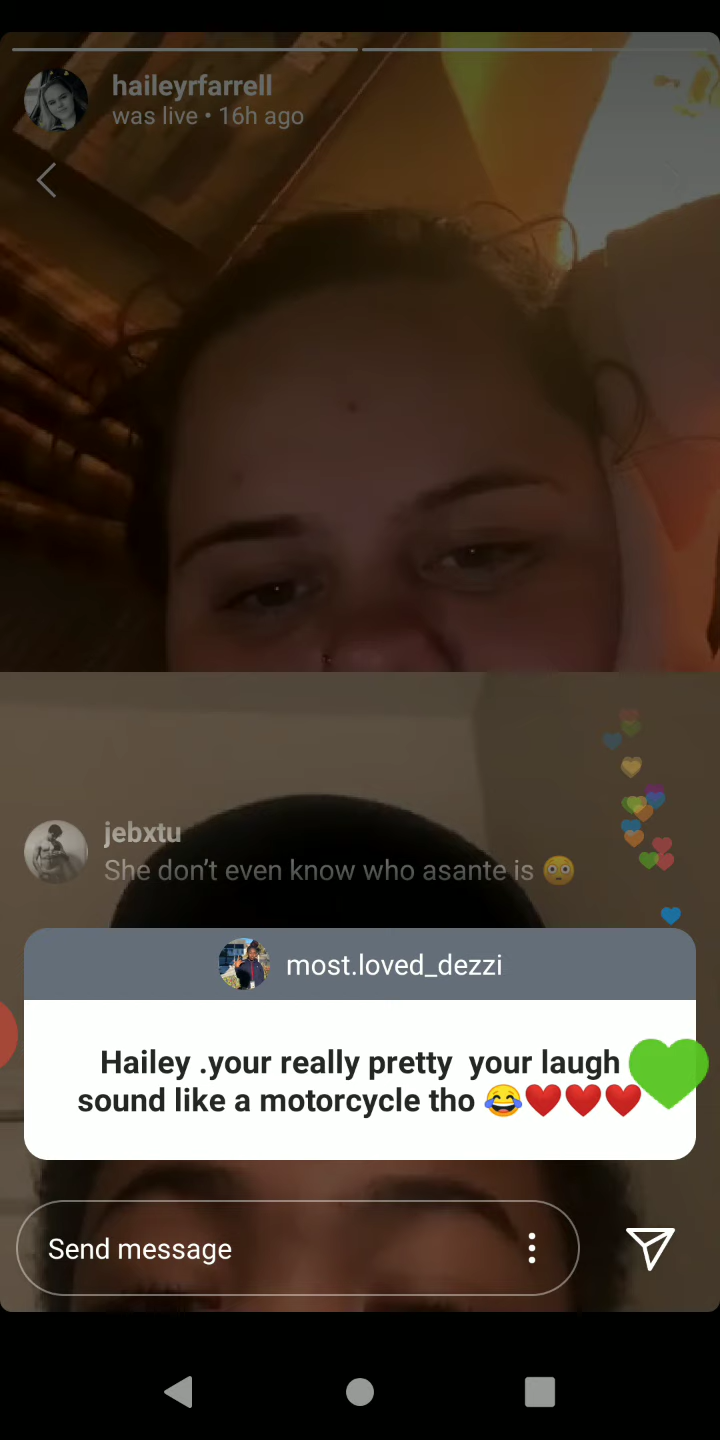 haileyrfarrell
was live • 16h ago
jebxtu
She don't even know who asante is 😳
most.loved_dezzi
Hailey .your really pretty  your laugh
sound like a motorcycle tho 😂❤️❤️❤️
Send message